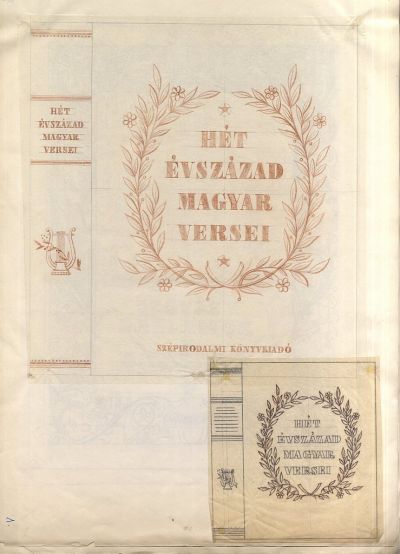 HÉT
ÉVSZÁZAD
MAGYAR
VERSEI
HÉT
ÉVSZÁZAD
MAGYAR
VERSEI
SZÉPIRODALMI KÖNYVKIADÓ
HÉT
ÉVSZÁZAD
MAGYAR
VERSEI
V